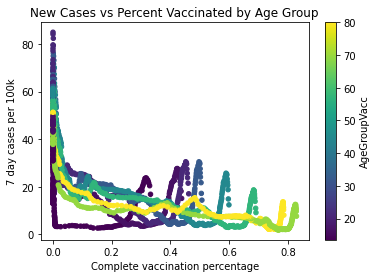 New Cases vs Percent Vaccinated by Age Group
80
70
60
50
40
30
20
AgeGroupVacc
80
60
40
20
0
7 day cases per 100k
0.0 0.2 0.4 0.6 0.8
Complete vaccination percentage